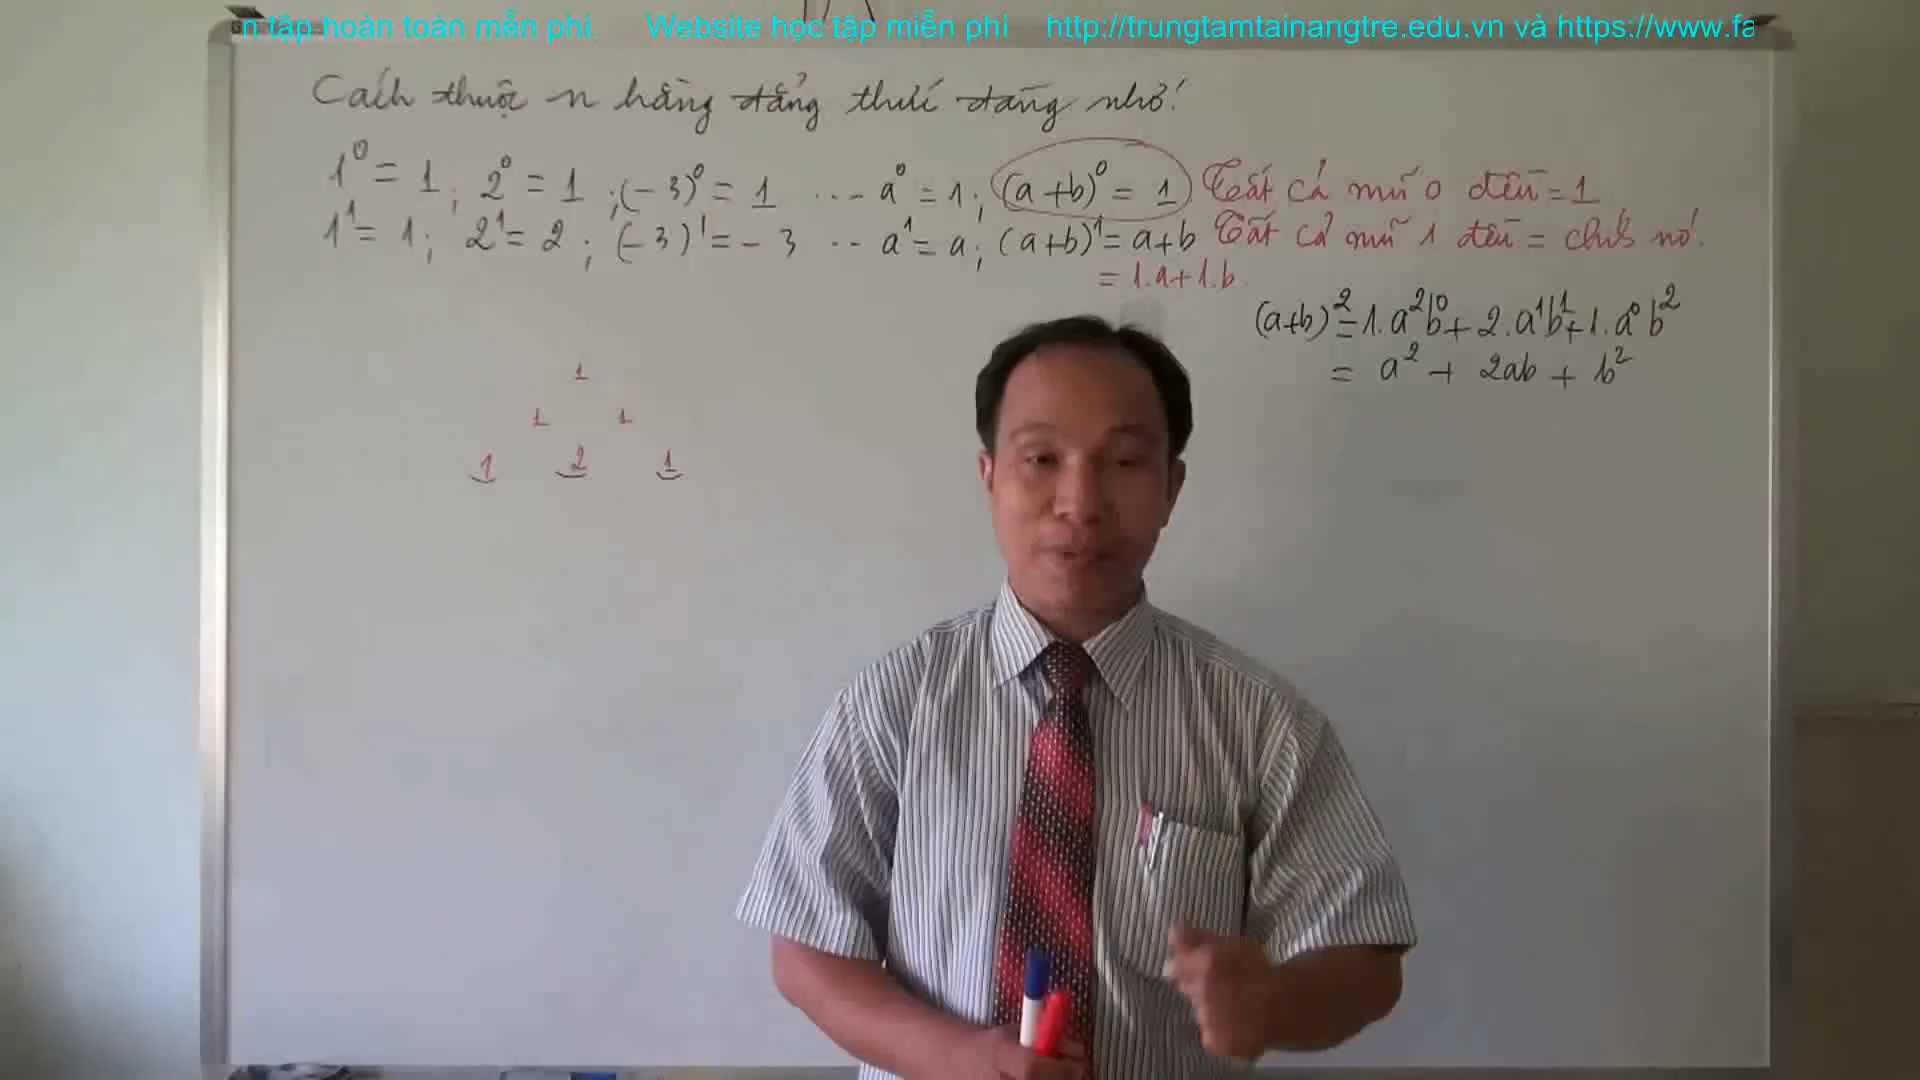 n tập hoàn toàn mễn phí. Website học tập miễn phí http://trungtamtainangtre.edu.vn và https://www.fa
Cách thuộc n hằng đẳng thức đáng nhớ!
1⁰ = 1; 2⁰ = 1; (-3)⁰ = 1 ... a⁰ = 1; (a+b)⁰ = 1 Tất cả mũ 0 đều = 1
1¹ = 1; 2¹ = 2; (-3)¹ = -3 ... a¹ = a; (a+b)¹ = a+b Tất cả mũ 1 đều = chính nó.
= 1.a+1.b
(a+b)² = 1.a²b⁰ + 2.a¹b¹ + 1.a⁰b²
= a² + 2ab + b²
1
1 1
1 2 1